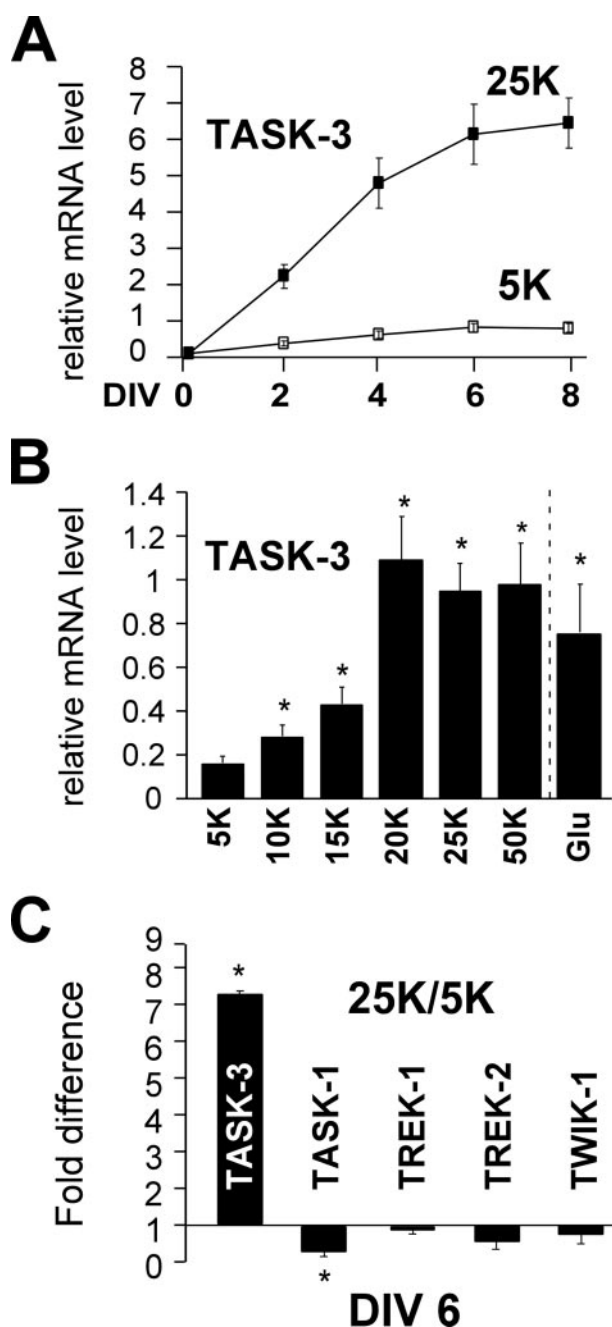 A
relative mRNA level
8
7
6
5
4
3
2
1
0
TASK-3
25K
5K
DIV 0 2 4 6 8
B
relative mRNA level
1.4
1.2
1
0.8
0.6
0.4
0.2
0
TASK-3
* * * * * *
5K 10K 15K 20K 25K 50K Glu
C
Fold difference
9
8
7
6
5
4
3
2
1
0
*
25K/5K
TASK-3 TASK-1 TREK-1 TREK-2 TWIK-1
*
DIV 6